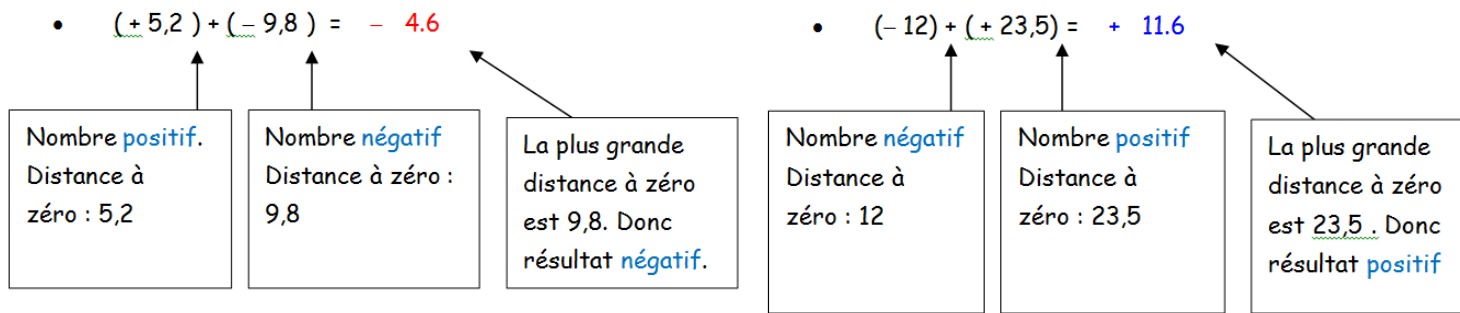 • (+ 5,2 ) + (– 9,8 ) = – 4.6
Nombre positif.
Distance à
zéro : 5,2
Nombre négatif
Distance à zéro :
9,8
La plus grande
distance à zéro
est 9,8. Donc
résultat négatif.
• (– 12) + (+ 23,5) = + 11.6
Nombre négatif
Distance à
zéro : 12
Nombre positif
Distance à
zéro : 23,5
La plus grande
distance à zéro
est 23,5 . Donc
résultat positif